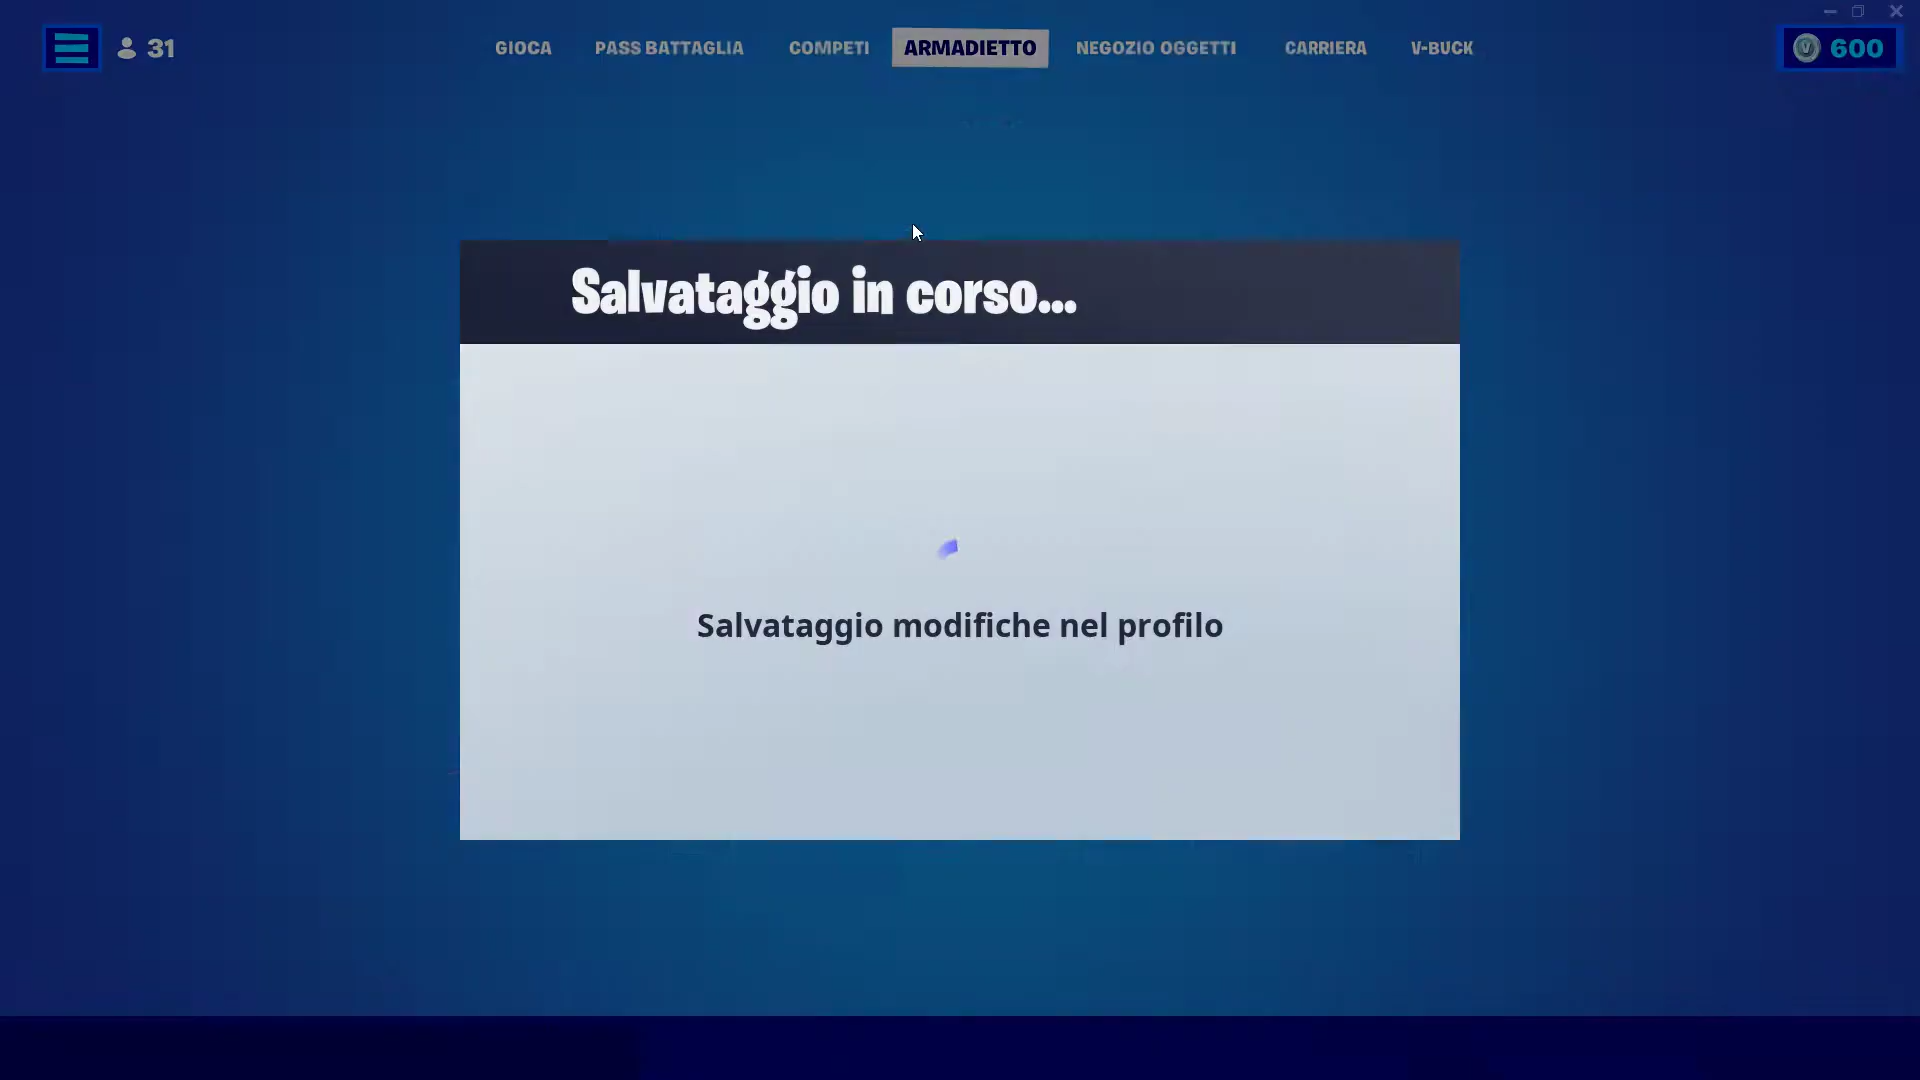 31
GIOCA
PASS BATTAGLIA
COMPETI
ARMADIETTO
NEGOZIO OGGETTI
CARRIERA
V-BUCK
600
Salvataggio in corso...
Salvataggio modifiche nel profilo